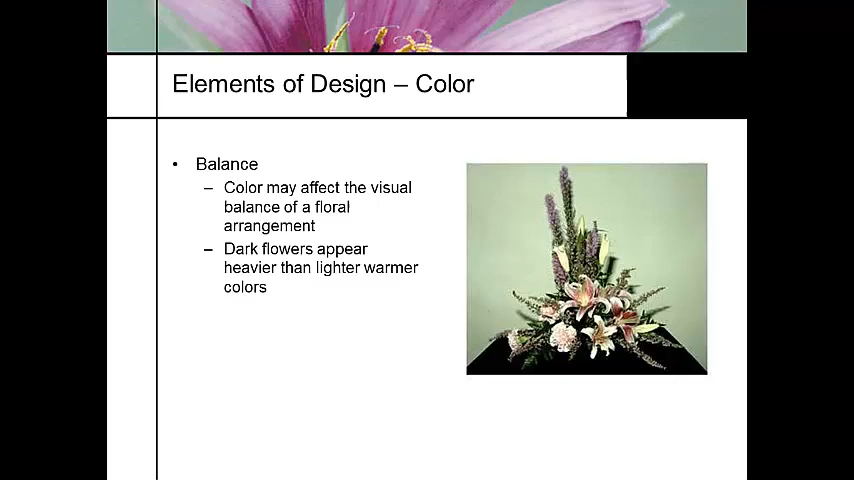 Elements of Design – Color
• Balance
– Color may affect the visual
balance of a floral
arrangement
– Dark flowers appear
heavier than lighter warmer
colors